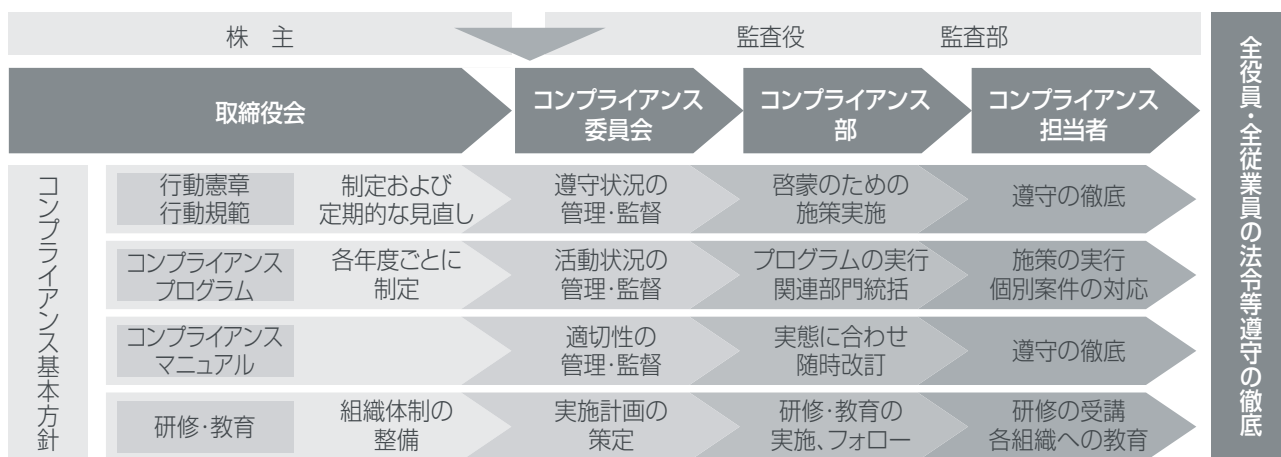 株 主
監査役
監査部
取締役会
コンプライアンス
委員会
コンプライアンス
部
コンプライアンス
担当者
コンプライアンス基本方針
行動憲章
行動規範
制定および
定期的な見直し
遵守状況の
管理・監督
啓蒙のための
施策実施
遵守の徹底
コンプライアンス
プログラム
各年度ごとに
制定
活動状況の
管理・監督
プログラムの実行
関連部門統括
施策の実行
個別案件の対応
コンプライアンス
マニュアル
適切性の
管理・監督
実態に合わせ
随時改訂
遵守の徹底
研修・教育
組織体制の
整備
実施計画の
策定
研修・教育の
実施、フォロー
研修の受講
各組織への教育
全役員・全従業員の法令等遵守の徹底